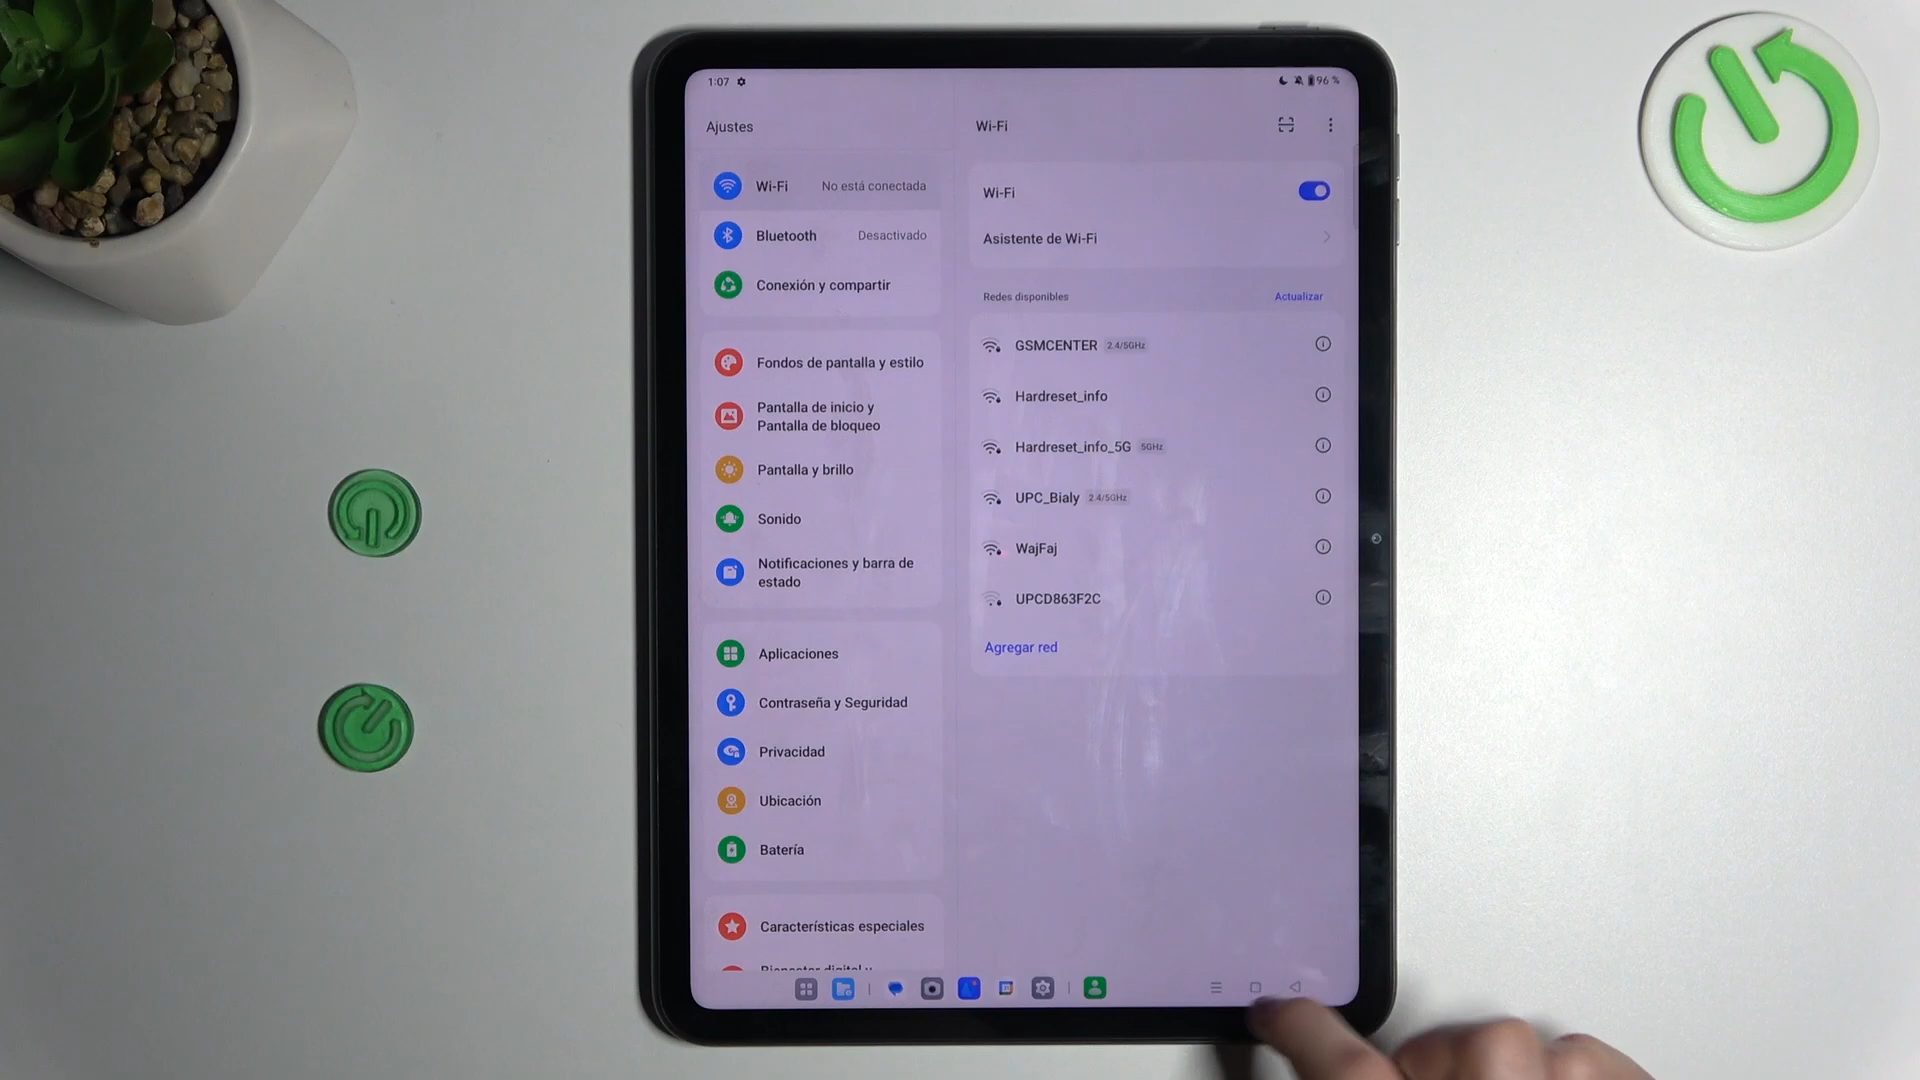 1:07
96 %
Ajustes
Wi-Fi
Wi-Fi No está conectada
Bluetooth Desactivado
Conexión y compartir
Fondos de pantalla y estilo
Pantalla de inicio y
Pantalla de bloqueo
Pantalla y brillo
Sonido
Notificaciones y barra de
estado
Aplicaciones
Contraseña y Seguridad
Privacidad
Ubicación
Batería
Características especiales
Bienestar digital y
Wi-Fi
Asistente de Wi-Fi
Redes disponibles Actualizar
GSMCENTER 2.4/5GHz
Hardreset_info
Hardreset_info_5G 5GHz
UPC_Bialy 2.4/5GHz
WajFaj
UPCD863F2C
Agregar red